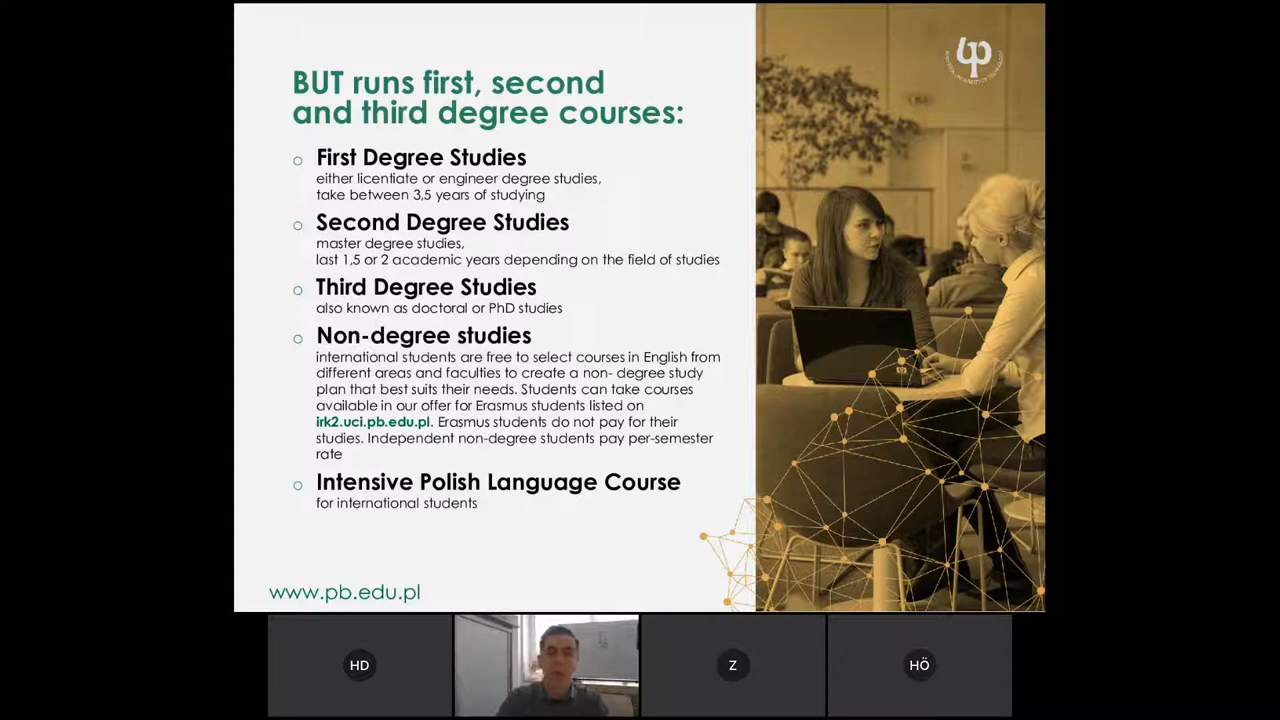 BUT runs first, second
and third degree courses:
First Degree Studies
either licentiate or engineer degree studies,
take between 3,5 years of studying
Second Degree Studies
master degree studies,
last 1,5 or 2 academic years depending on the field of studies
Third Degree Studies
also known as doctoral or PhD studies
Non-degree studies
international students are free to select courses in English from
different areas and faculties to create a non- degree study
plan that best suits their needs. Students can take courses
available in our offer for Erasmus students listed on
irk2.uci.pb.edu.pl. Erasmus students do not pay for their
studies. Independent non-degree students pay per-semester
rate
Intensive Polish Language Course
for international students
www.pb.edu.pl
HD
Z
HÖ